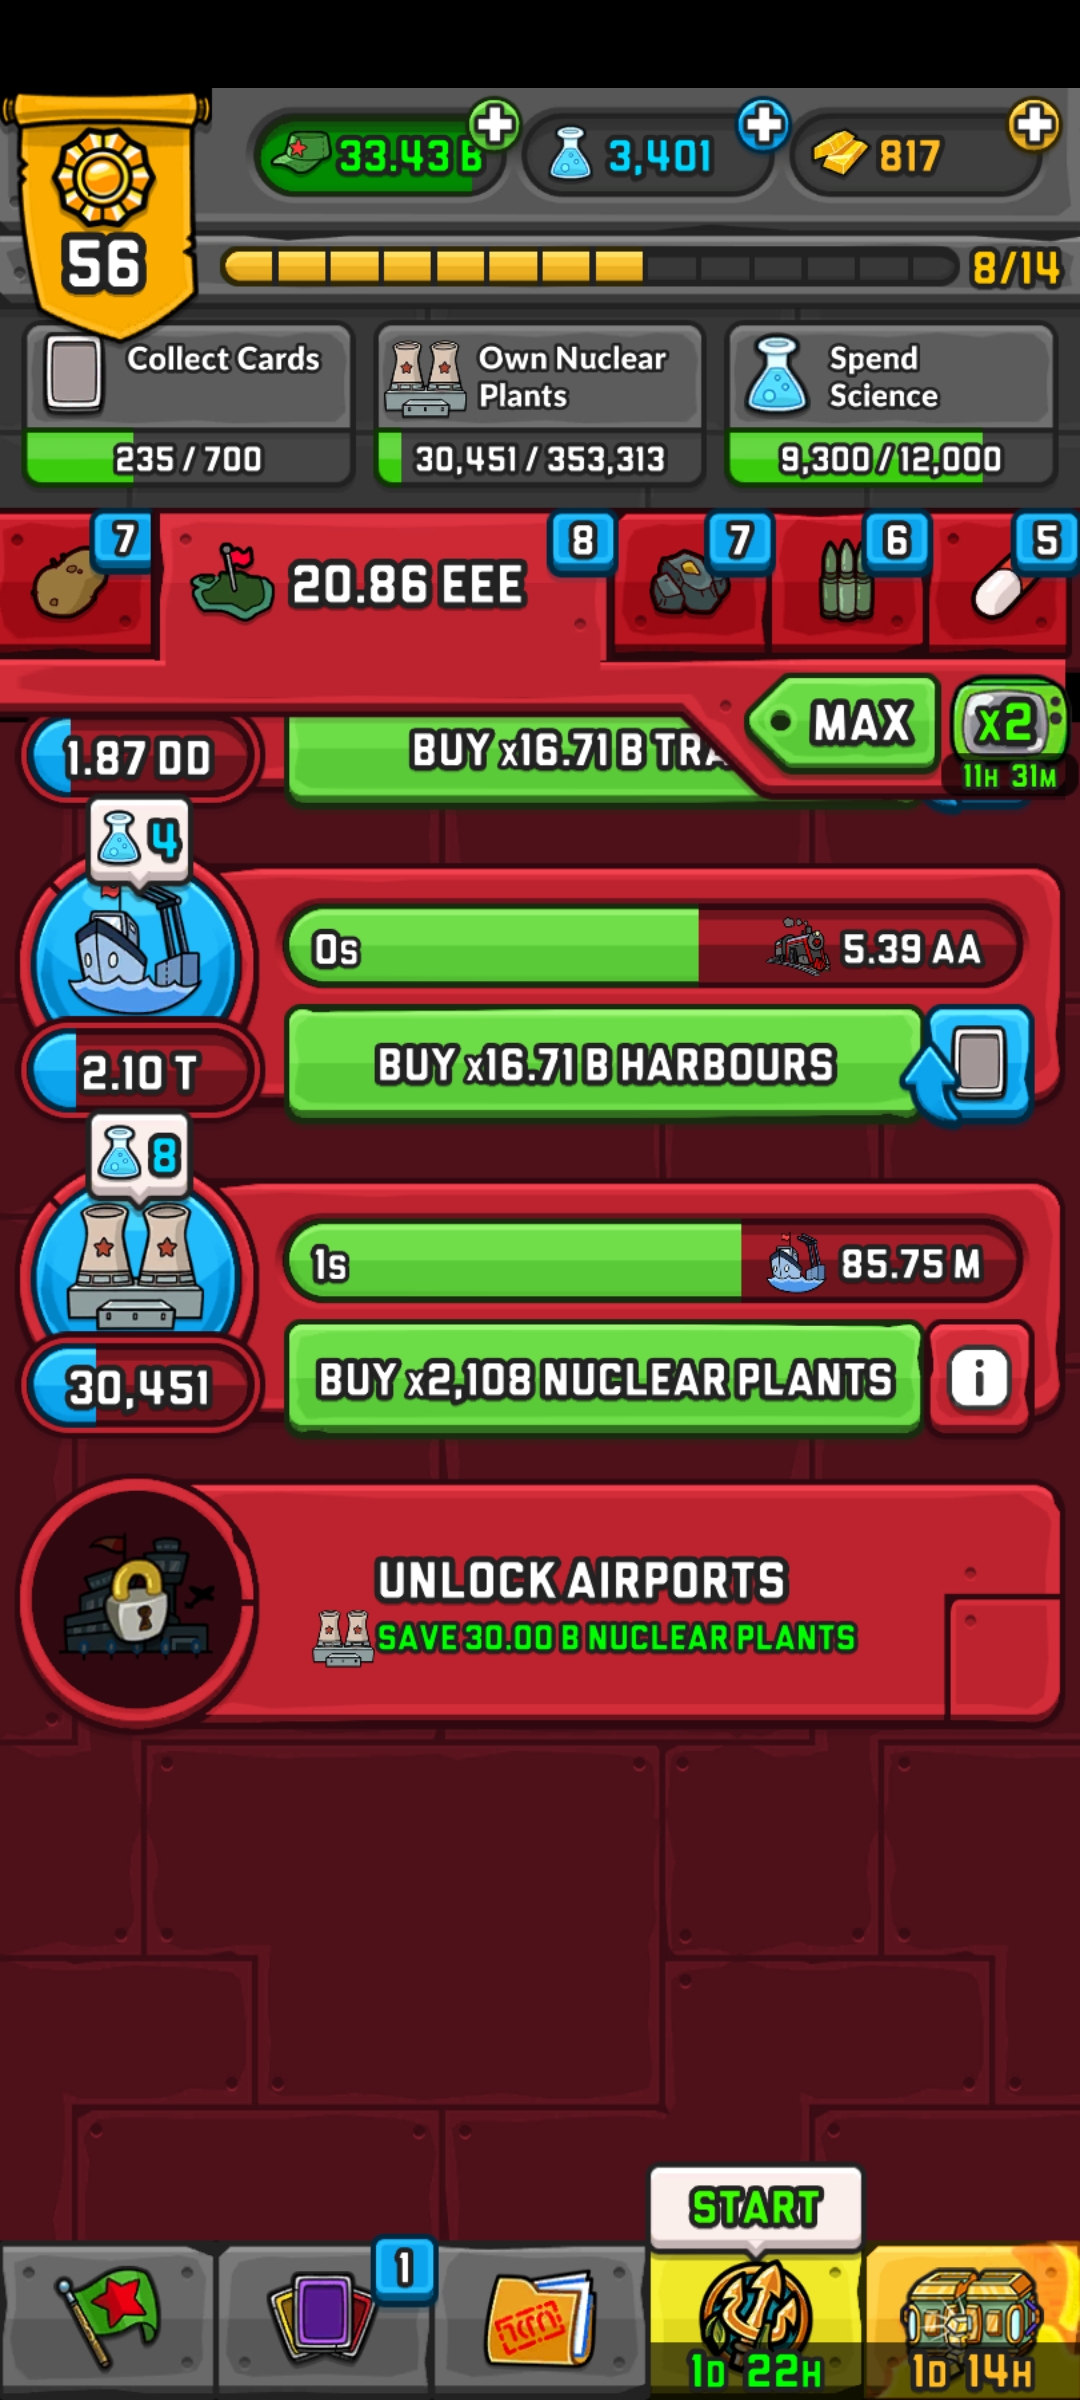 56
33.43 B
3,401
817
8/14
Collect Cards
235 / 700
Own Nuclear
Plants
30,451 / 353,313
Spend
Science
9,300 / 12,000
7
20.86 EEE
8
7
6
5
MAX
x2
11H 31M
1.87 DD
BUY x16.71 B TRA
4
0s
5.39 AA
2.10 T
BUY x16.71 B HARBOURS
8
1s
85.75 M
30,451
BUY x2,108 NUCLEAR PLANTS
i
UNLOCK AIRPORTS
SAVE 30.00 B NUCLEAR PLANTS
START
1
1D 22H
1D 14H